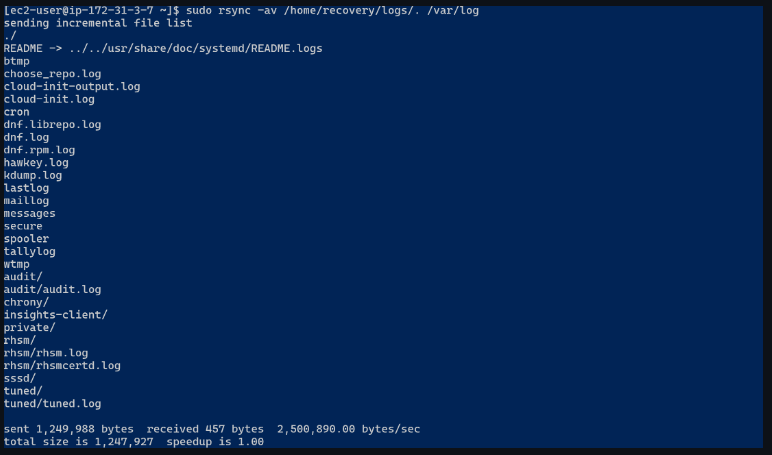 [ec2-user@ip-172-31-3-7 ~]$ sudo rsync -av /home/recovery/logs/. /var/log
sending incremental file list
./
README -> ../../usr/share/doc/systemd/README.logs
btmp
choose_repo.log
cloud-init-output.log
cloud-init.log
cron
dnf.librepo.log
dnf.log
dnf.rpm.log
hawkey.log
kdump.log
lastlog
maillog
messages
secure
spooler
tallylog
wtmp
audit/
audit/audit.log
chrony/
insights-client/
private/
rhsm/
rhsm/rhsm.log
rhsm/rhsmcertd.log
sssd/
tuned/
tuned/tuned.log
sent 1,249,988 bytes  received 457 bytes  2,500,890.00 bytes/sec
total size is 1,247,927  speedup is 1.00